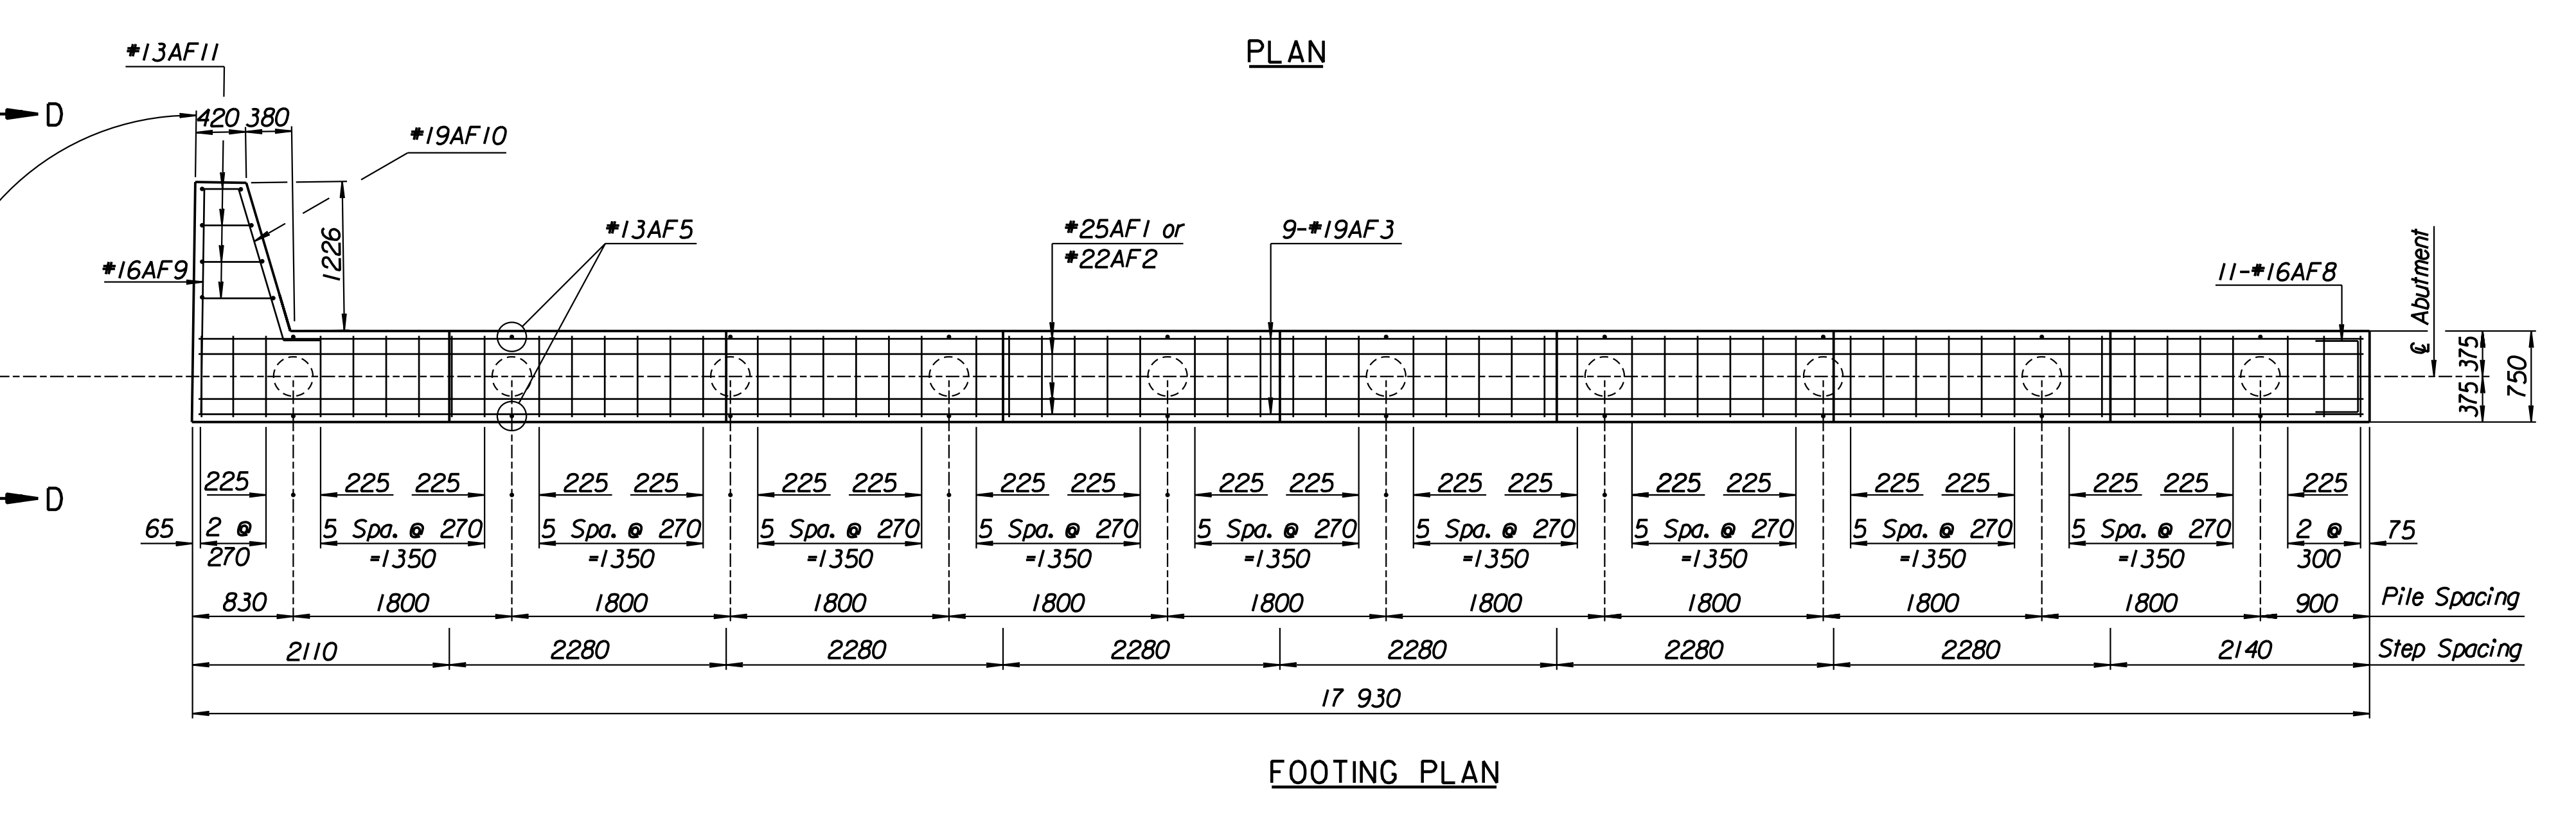 PLAN
#13AF11
D
420 380
#19AF10
1226
#13AF5
#25AF1 or
#22AF2
9-#19AF3
#16AF9
11-#16AF8
℄ Abutment
375
375
750
225 225 225 225 225 225 225 225 225 225 225 225 225 225 225 225 225 225 225 225
D
65 2 @ 5 Spa. @ 270 5 Spa. @ 270 5 Spa. @ 270 5 Spa. @ 270 5 Spa. @ 270 5 Spa. @ 270 5 Spa. @ 270 5 Spa. @ 270 5 Spa. @ 270 2 @ 75
270 =1350 =1350 =1350 =1350 =1350 =1350 =1350 =1350 =1350 300
830 1800 1800 1800 1800 1800 1800 1800 1800 1800 900 Pile Spacing
2110 2280 2280 2280 2280 2280 2280 2140 Step Spacing
17 930
FOOTING PLAN